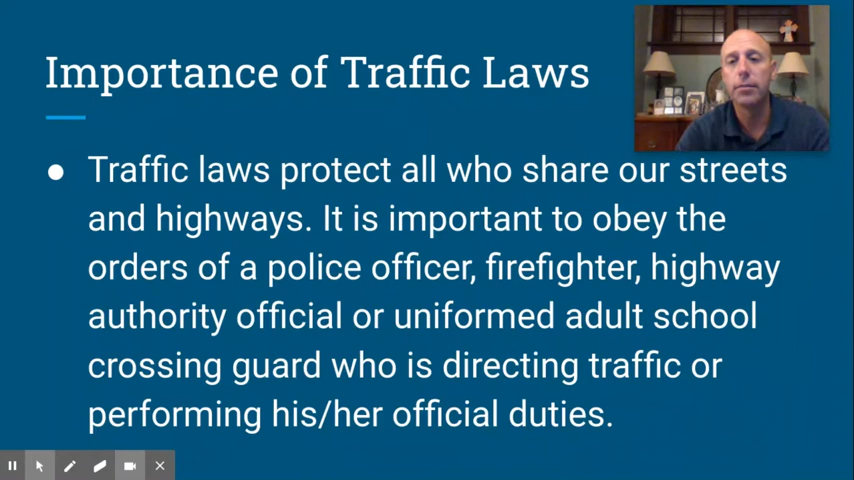 Importance of Traffic Laws
● Traffic laws protect all who share our streets
and highways. It is important to obey the
orders of a police officer, firefighter, highway
authority official or uniformed adult school
crossing guard who is directing traffic or
performing his/her official duties.